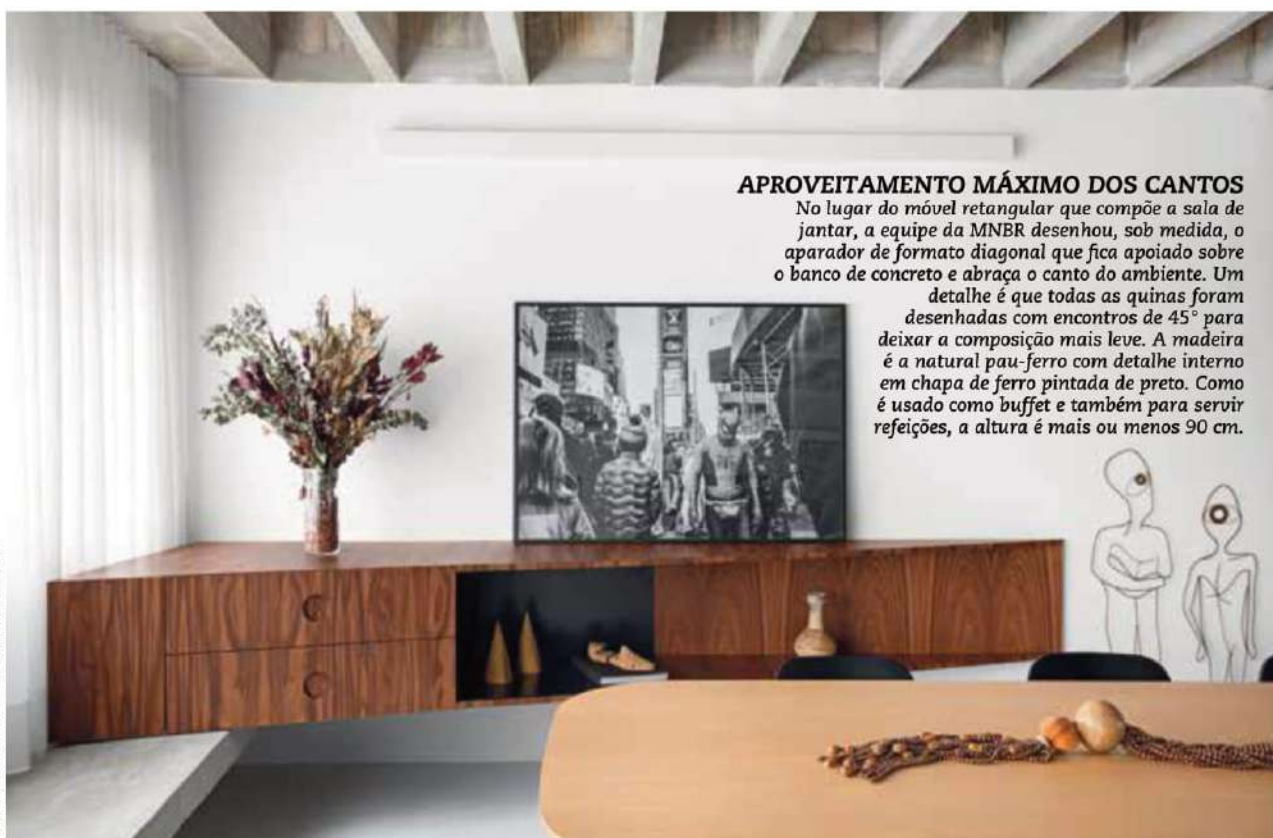 APROVEITAMENTO MÁXIMO DOS CANTOS
No lugar do móvel retangular que compõe a sala de
jantar, a equipe da MNBR desenhou, sob medida, o
aparador de formato diagonal que fica apoiado sobre
o banco de concreto e abraça o canto do ambiente. Um
detalhe é que todas as quinas foram
desenhadas com encontros de 45° para
deixar a composição mais leve. A madeira
é a natural pau-ferro com detalhe interno
em chapa de ferro pintada de preto. Como
é usado como buffet e também para servir
refeições, a altura é mais ou menos 90 cm.